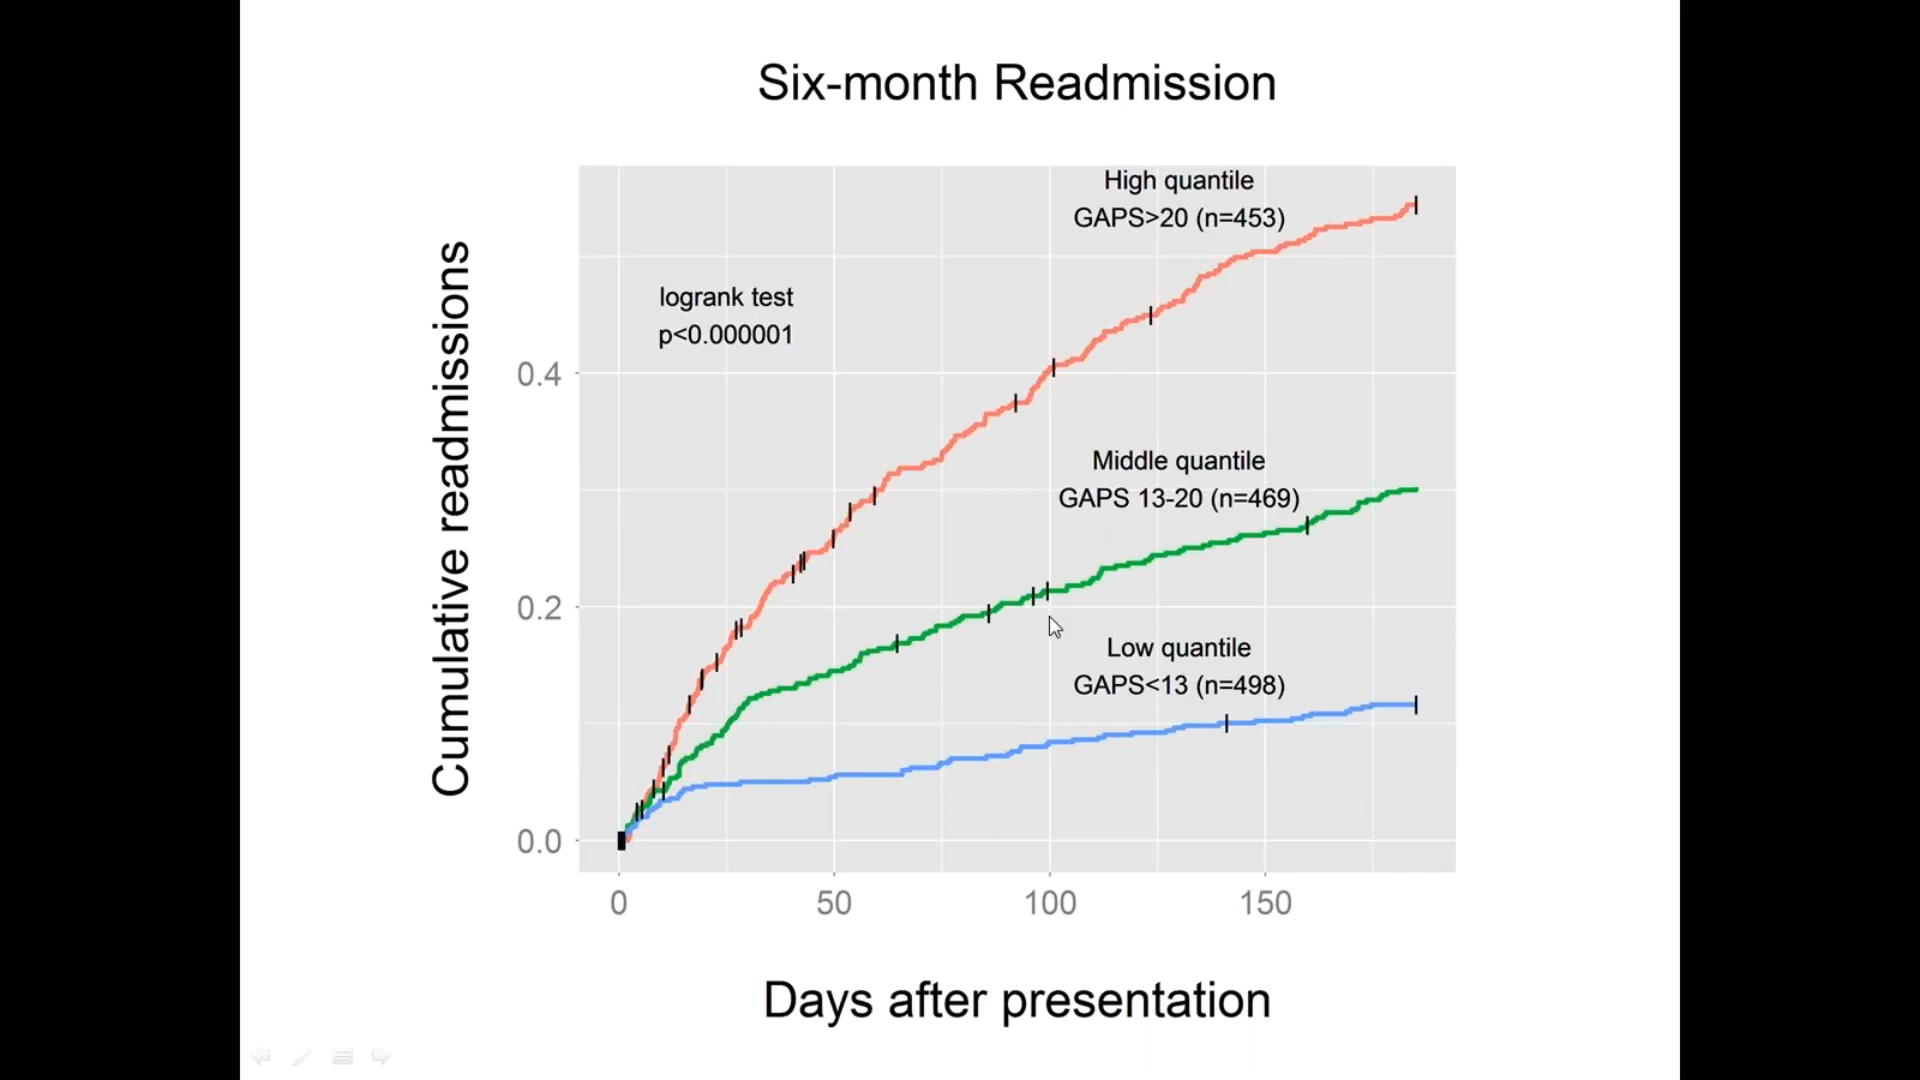 Six-month Readmission
High quantile
GAPS>20 (n=453)
logrank test
p<0.000001
Cumulative readmissions
0.4
Middle quantile
GAPS 13-20 (n=469)
0.2
Low quantile
GAPS<13 (n=498)
0.0
0 50 100 150
Days after presentation